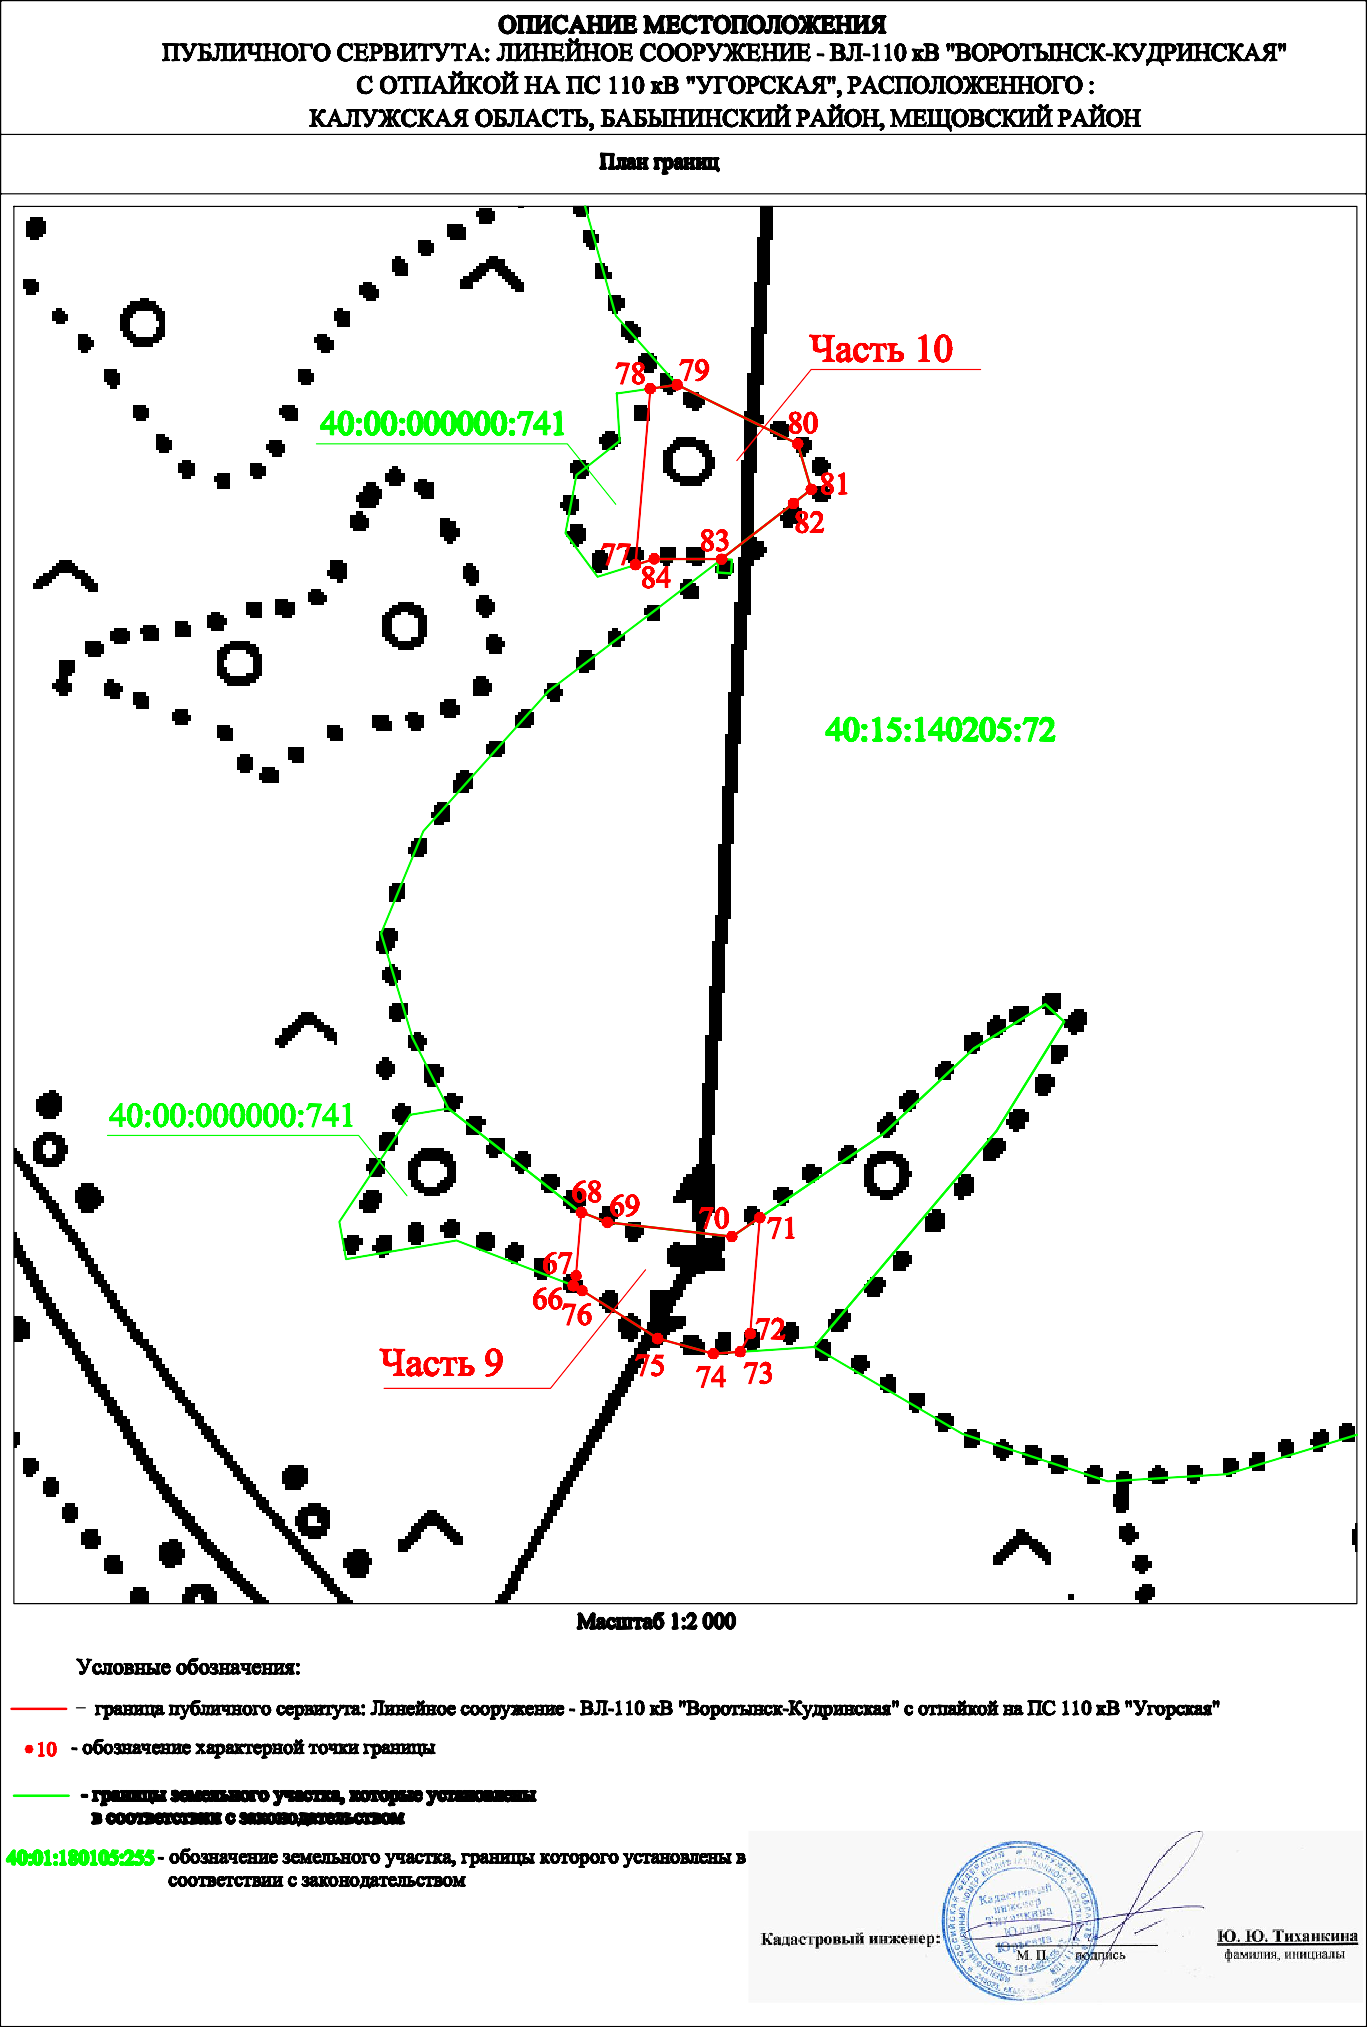 ОПИСАНИЕ МЕСТОПОЛОЖЕНИЯ
ПУБЛИЧНОГО СЕРВИТУТА: ЛИНЕЙНОЕ СООРУЖЕНИЕ - ВЛ-110 кВ "ВОРОТЫНСК-КУДРИНСКАЯ"
С ОТПАЙКОЙ НА ПС 110 кВ "УГОРСКАЯ", РАСПОЛОЖЕННОГО :
КАЛУЖСКАЯ ОБЛАСТЬ, БАБЫНИНСКИЙ РАЙОН, МЕЩОВСКИЙ РАЙОН
План границ
Часть 10
78
79
40:00:000000:741
80
81
82
83
77
84
40:15:140205:72
40:00:000000:741
68
69
70
71
67
66
76
72
Часть 9
75
74
73
Масштаб 1:2 000
Условные обозначения:
– граница публичного сервитута: Линейное сооружение - ВЛ-110 кВ "Воротынск-Кудринская" с отпайкой на ПС 110 кВ "Угорская"
10 - обозначение характерной точки границы
- границы земельного участка, которые установлены
в соответствии с законодательством
40:01:180105:255 - обозначение земельного участка, границы которого установлены в
соответствии с законодательством
Кадастровый
инженер
Тиханкина
Юлия
Юрьевна
Кадастровый инженер:
М. П.
подпись
Ю. Ю. Тиханкина
фамилия, инициалы